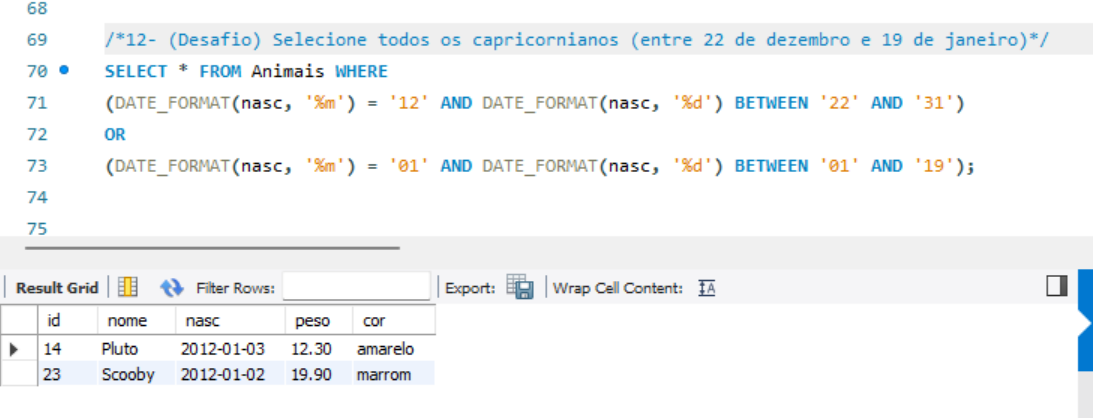 68
69 /*12- (Desafio) Selecione todos os capricornianos (entre 22 de dezembro e 19 de janeiro)*/
70 SELECT * FROM Animais WHERE
71 (DATE_FORMAT(nasc, '%m') = '12' AND DATE_FORMAT(nasc, '%d') BETWEEN '22' AND '31')
72 OR
73 (DATE_FORMAT(nasc, '%m') = '01' AND DATE_FORMAT(nasc, '%d') BETWEEN '01' AND '19');
74
75
Result Grid Filter Rows: Export: Wrap Cell Content:
id nome nasc peso cor
14 Pluto 2012-01-03 12.30 amarelo
23 Scooby 2012-01-02 19.90 marrom